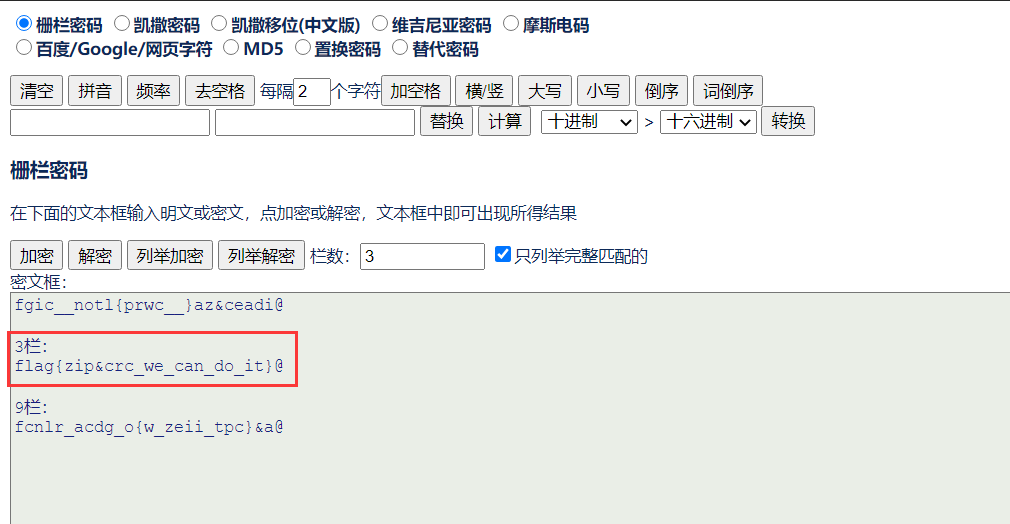 栅栏密码 凯撒密码 凯撒移位(中文版) 维吉尼亚密码 摩斯电码
百度/Google/网页字符 MD5 置换密码 替代密码
清空 拼音 频率 去空格 每隔2个字符加空格 横/竖 大写 小写 倒序 词倒序
替换 计算 十进制 > 十六进制 转换
栅栏密码
在下面的文本框输入明文或密文，点加密或解密，文本框中即可出现所得结果
加密 解密 列举加密 列举解密 栏数：3 只列举完整匹配的
密文框：
fgic__notl{prwc__}az&ceadi@
3栏：
flag{zip&crc_we_can_do_it}@
9栏：
fcnlr_acdg_o{w_zeii_tpc}&a@